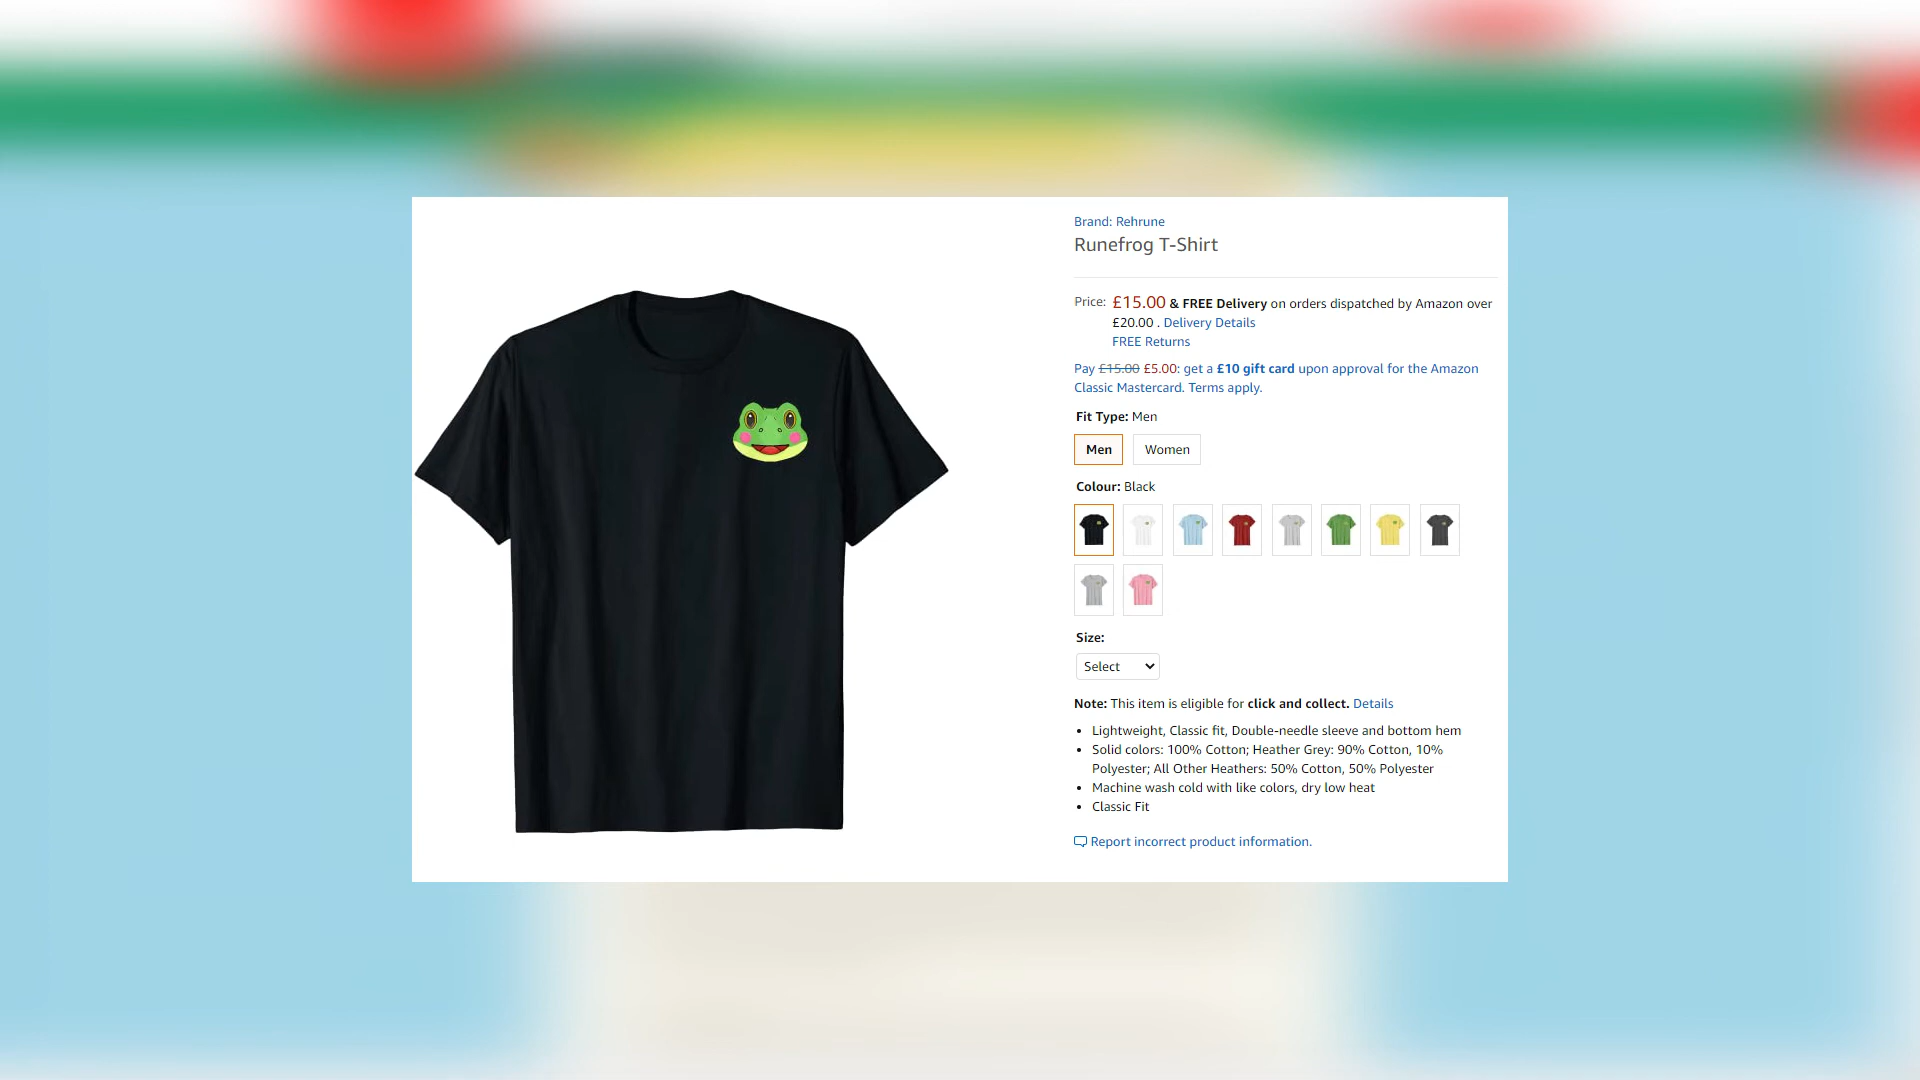 Brand: Rehrune
Runefrog T-Shirt
Price: £15.00 & FREE Delivery on orders dispatched by Amazon over
£20.00 . Delivery Details
FREE Returns
Pay £15.00 £5.00: get a £10 gift card upon approval for the Amazon
Classic Mastercard. Terms apply.
Fit Type: Men
Men Women
Colour: Black
Size:
Select
Note: This item is eligible for click and collect. Details
Lightweight, Classic fit, Double-needle sleeve and bottom hem
Solid colors: 100% Cotton; Heather Grey: 90% Cotton, 10%
Polyester; All Other Heathers: 50% Cotton, 50% Polyester
Machine wash cold with like colors, dry low heat
Classic Fit
Report incorrect product information.